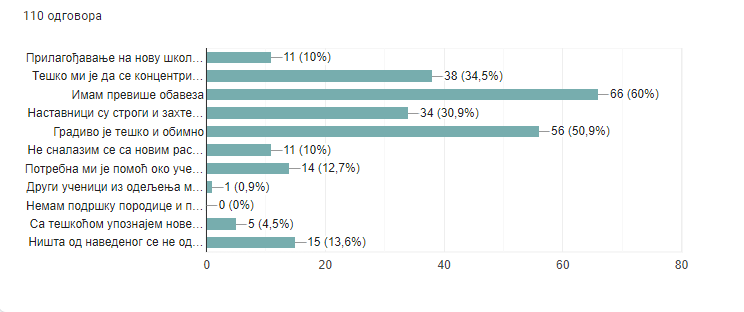 110 одговора
Прилагођавање на нову школ… 11 (10%)
Тешко ми је да се концентри… 38 (34,5%)
Имам превише обавеза 66 (60%)
Наставници су строги и захте… 34 (30,9%)
Градиво је тешко и обимно 56 (50,9%)
Не сналазим се са новим рас… 11 (10%)
Потребна ми је помоћ око уче… 14 (12,7%)
Други ученици из одељења м… 1 (0,9%)
Немам подршку породице и п… 0 (0%)
Са тешкоћом упознајем нове… 5 (4,5%)
Ништа од наведеног се не од… 15 (13,6%)
0 20 40 60 80